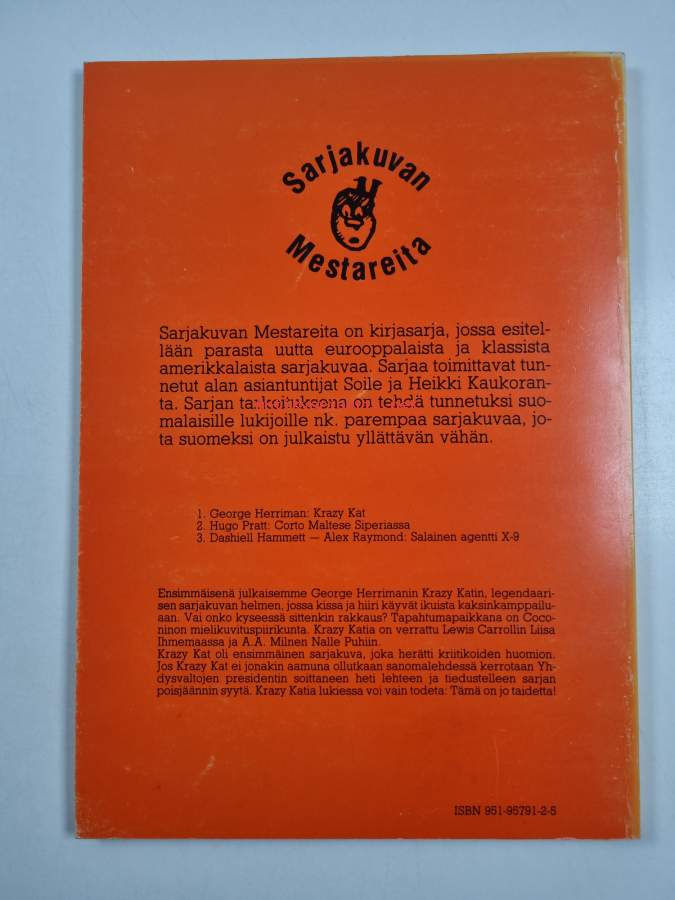 Sarjakuvan
Mestareita
Sarjakuvan Mestareita on kirjasarja, jossa esitel-
lään parasta uutta eurooppalaista ja klassista
amerikkalaista sarjakuvaa. Sarjaa toimittavat tun-
netut alan asiantuntijat Soile ja Heikki Kaukoran-
ta. Sarjan tarkoituksena on tehdä tunnetuksi suo-
malaisille lukijoille nk. parempaa sarjakuvaa, jo-
ta suomeksi on julkaistu yllättävän vähän.
1. George Herriman: Krazy Kat
2. Hugo Pratt: Corto Maltese Siperiassa
3. Dashiell Hammett — Alex Raymond: Salainen agentti X-9
Ensimmäisenä julkaisemme George Herrimanin Krazy Katin, legendaari-
sen sarjakuvan helmen, jossa kissa ja hiiri käyvät ikuista kaksinkamppailu-
aan. Vai onko kyseessä sittenkin rakkaus? Tapahtumapaikkana on Coco-
ninon mielikuvituspiirikunta. Krazy Katia on verrattu Lewis Carrollin Liisa
Ihmemaassa ja A.A. Milnen Nalle Puhiin.
Krazy Kat oli ensimmäinen sarjakuva, joka herätti kriitikoiden huomion.
Jos Krazy Kat ei jonakin aamuna ollutkaan sanomalehdessä kerrotaan Yh-
dysvaltojen presidentin soittaneen heti lehteen ja tiedustelleen sarjan
poisjäännin syytä. Krazy Katia lukiessa voi vain todeta: Tämä on jo taidetta!
ISBN 951-95791-2-5